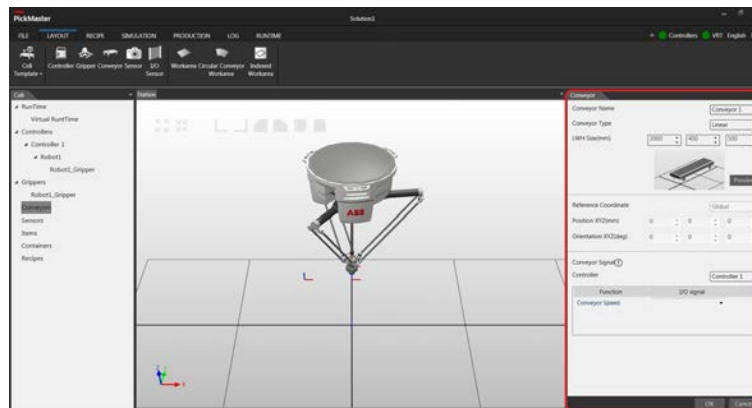 PickMaster
Solution1
FILE LAYOUT RECIPE SIMULATION PRODUCTION LOG RUNTIME
Controllers VRT English
Cell Template
Controller Gripper Conveyor Sensor I/O Sensor
Workarea Circular Workarea Conveyor Indexed Workarea
Cell
Station
Conveyor
RunTime
Virtual RuntTime
Controllers
Controller 1
Robot1
Robot1_Gripper
Grippers
Robot1_Gripper
Conveyors
Sensors
Items
Containers
Recipes
ABB
Z
X
Conveyor Name Conveyor 1
Conveyor Type Linear
LWH Size(mm) 2000 400 500
Reference Coordinate Global
Position XYZ(mm) 0 0 0
Orientation XYZ(deg) 0 0 0
Conveyor Signal
Controller Controller 1
Function I/O signal
Conveyor Speed
OK Cancel